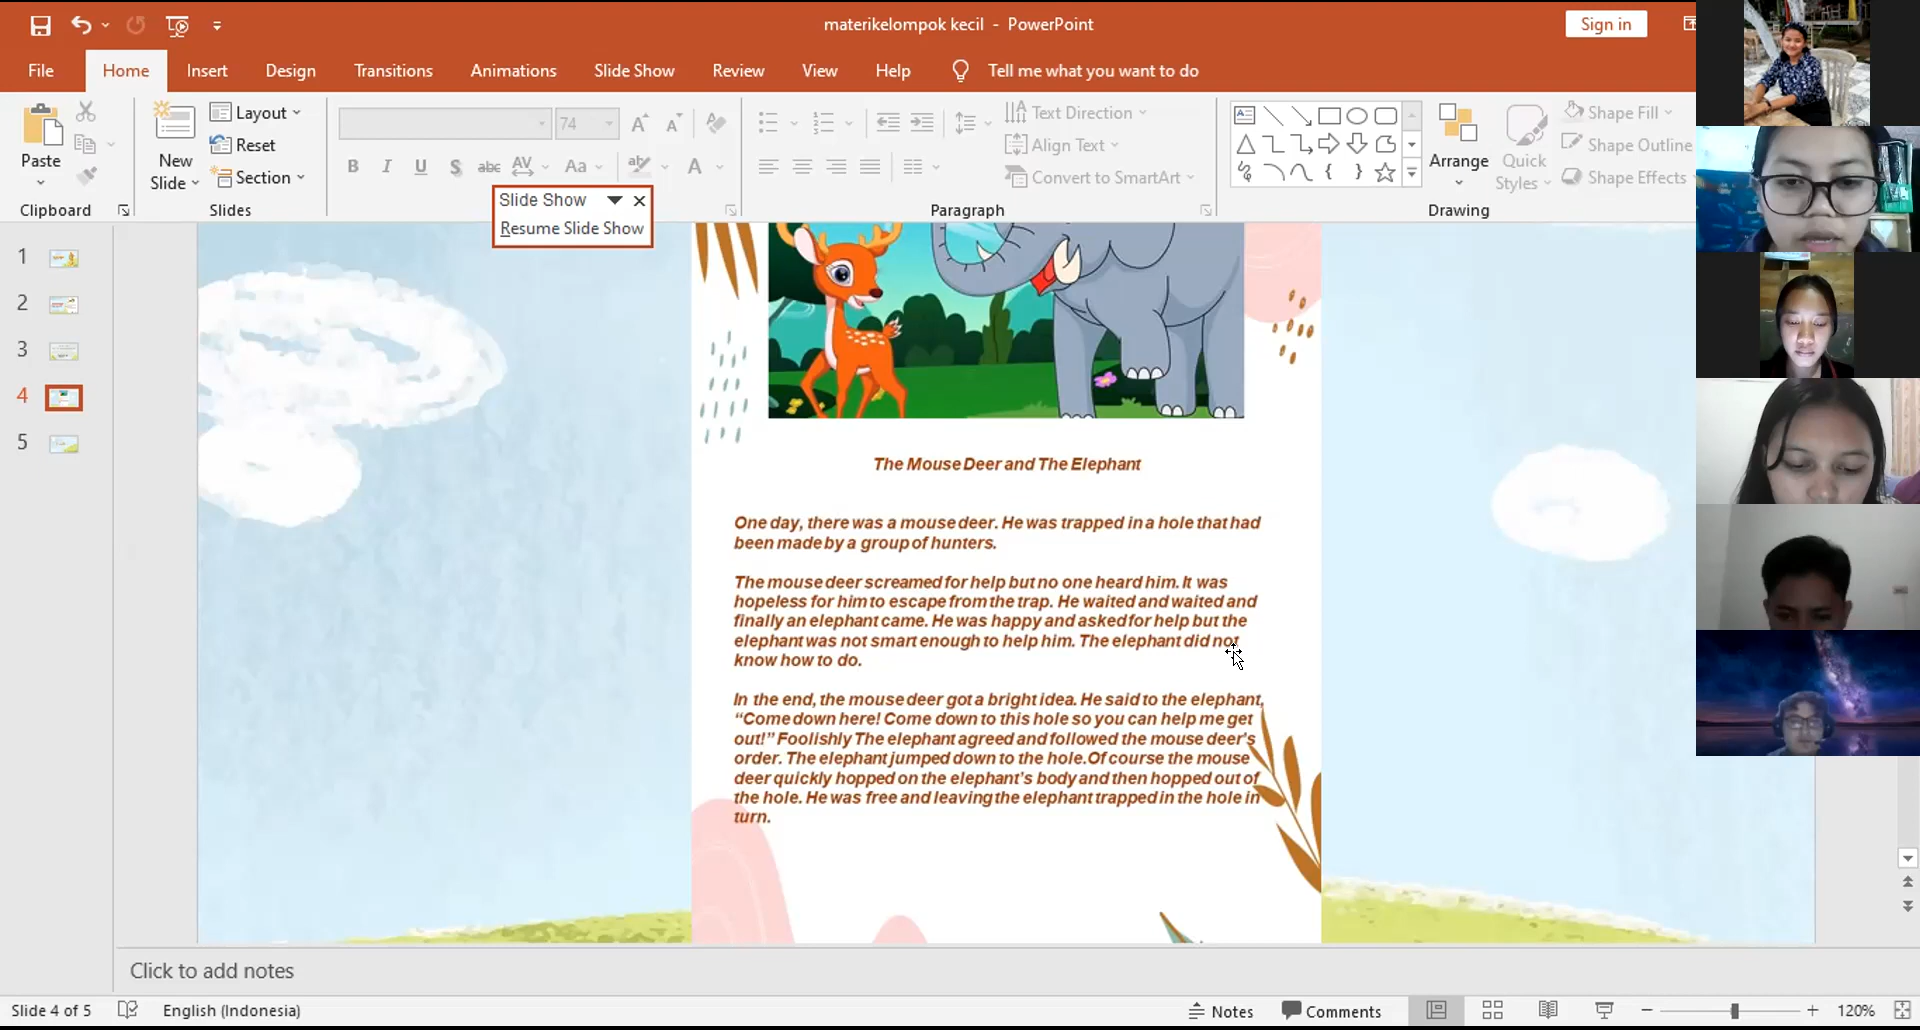 materikelompok kecil - PowerPoint
Sign in
File Home Insert Design Transitions Animations Slide Show Review View Help Tell me what you want to do
Paste
Clipboard
New Slide
Layout
Reset
Section
Slides
74
B I U S abc AV Aa A
Slide Show
Resume Slide Show
Text Direction
Align Text
Convert to SmartArt
Paragraph
Arrange
Quick Styles
Shape Fill
Shape Outline
Shape Effects
Drawing
1
2
3
4
5
The Mouse Deer and The Elephant
One day, there was a mouse deer. He was trapped in a hole that had
been made by a group of hunters.
The mouse deer screamed for help but no one heard him. It was
hopeless for him to escape from the trap. He waited and waited and
finally an elephant came. He was happy and asked for help but the
elephant was not smart enough to help him. The elephant did not
know how to do.
In the end, the mouse deer got a bright idea. He said to the elephant,
“Come down here! Come down to this hole so you can help me get
out!” Foolishly The elephant agreed and followed the mouse deer’s
order. The elephant jumped down to the hole.Of course the mouse
deer quickly hopped on the elephant’s body and then hopped out of
the hole. He was free and leaving the elephant trapped in the hole in
turn.
Click to add notes
Slide 4 of 5 English (Indonesia) Notes Comments 120%